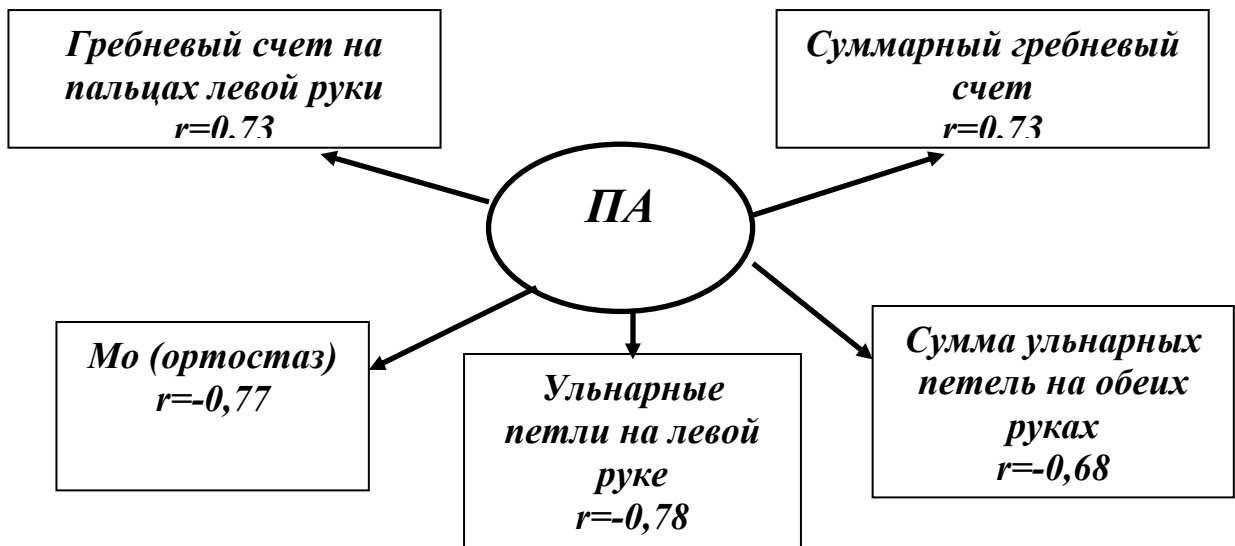 Гребневый счет на
пальцах левой руки
r=0,73
Суммарный гребневый
счет
r=0,73
ПА
Мо (ортостаз)
r=-0,77
Ульнарные
петли на левой
руке
r=-0,78
Сумма ульнарных
петель на обеих
руках
r=-0,68